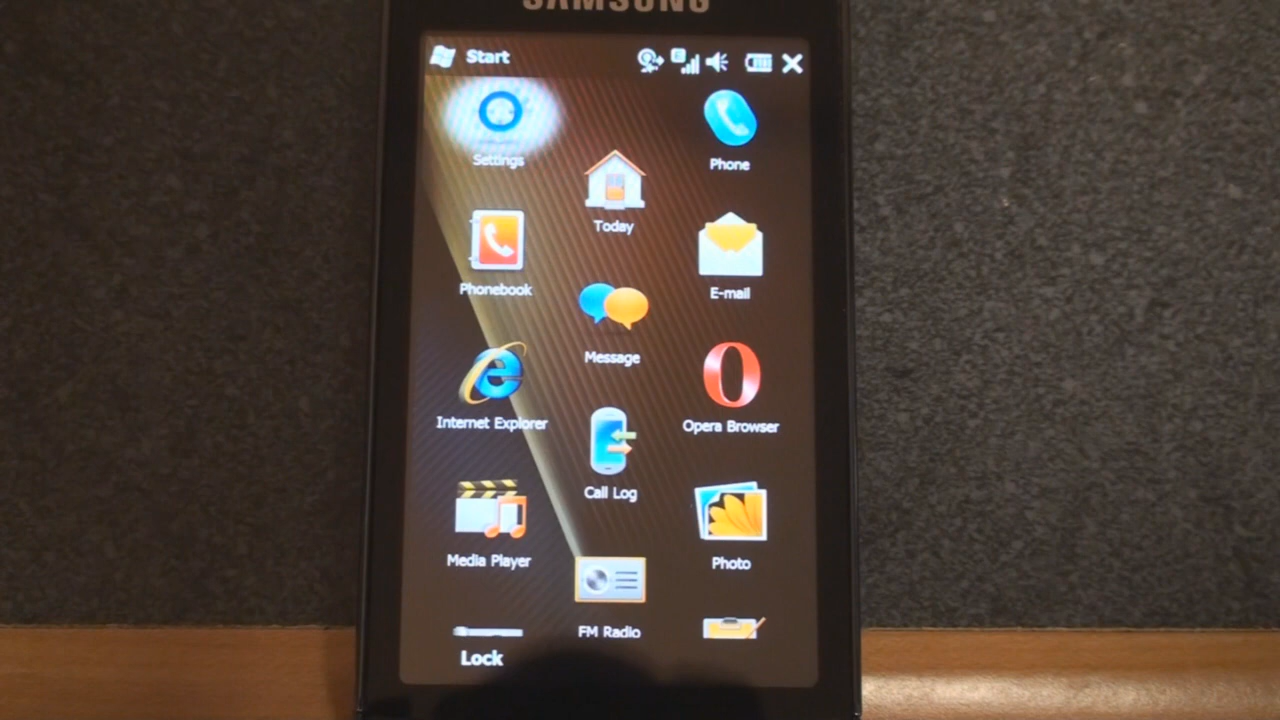 SAMSUNG
Start
Settings
Phone
Today
Phonebook
E-mail
Message
Internet Explorer
Opera Browser
Call Log
Media Player
Photo
FM Radio
Lock